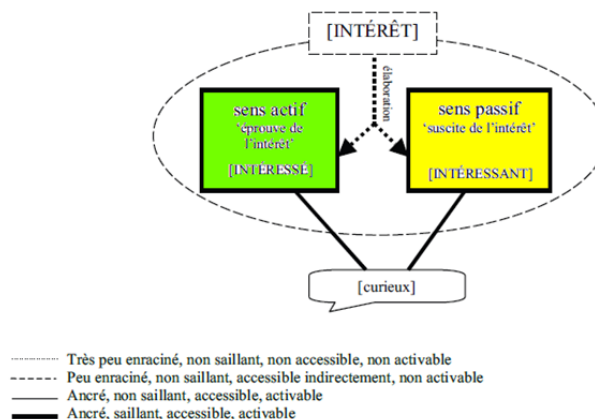 [INTÉRÊT]
élaboration
sens actif
‘éprouve de
l’intérêt’
[INTÉRESSÉ]
sens passif
‘suscite de l’intérêt’
[INTÉRESSANT]
[curieux]
Très peu enraciné, non saillant, non accessible, non activable
Peu enraciné, non saillant, accessible indirectement, non activable
Ancré, non saillant, accessible, activable
Ancré, saillant, accessible, activable